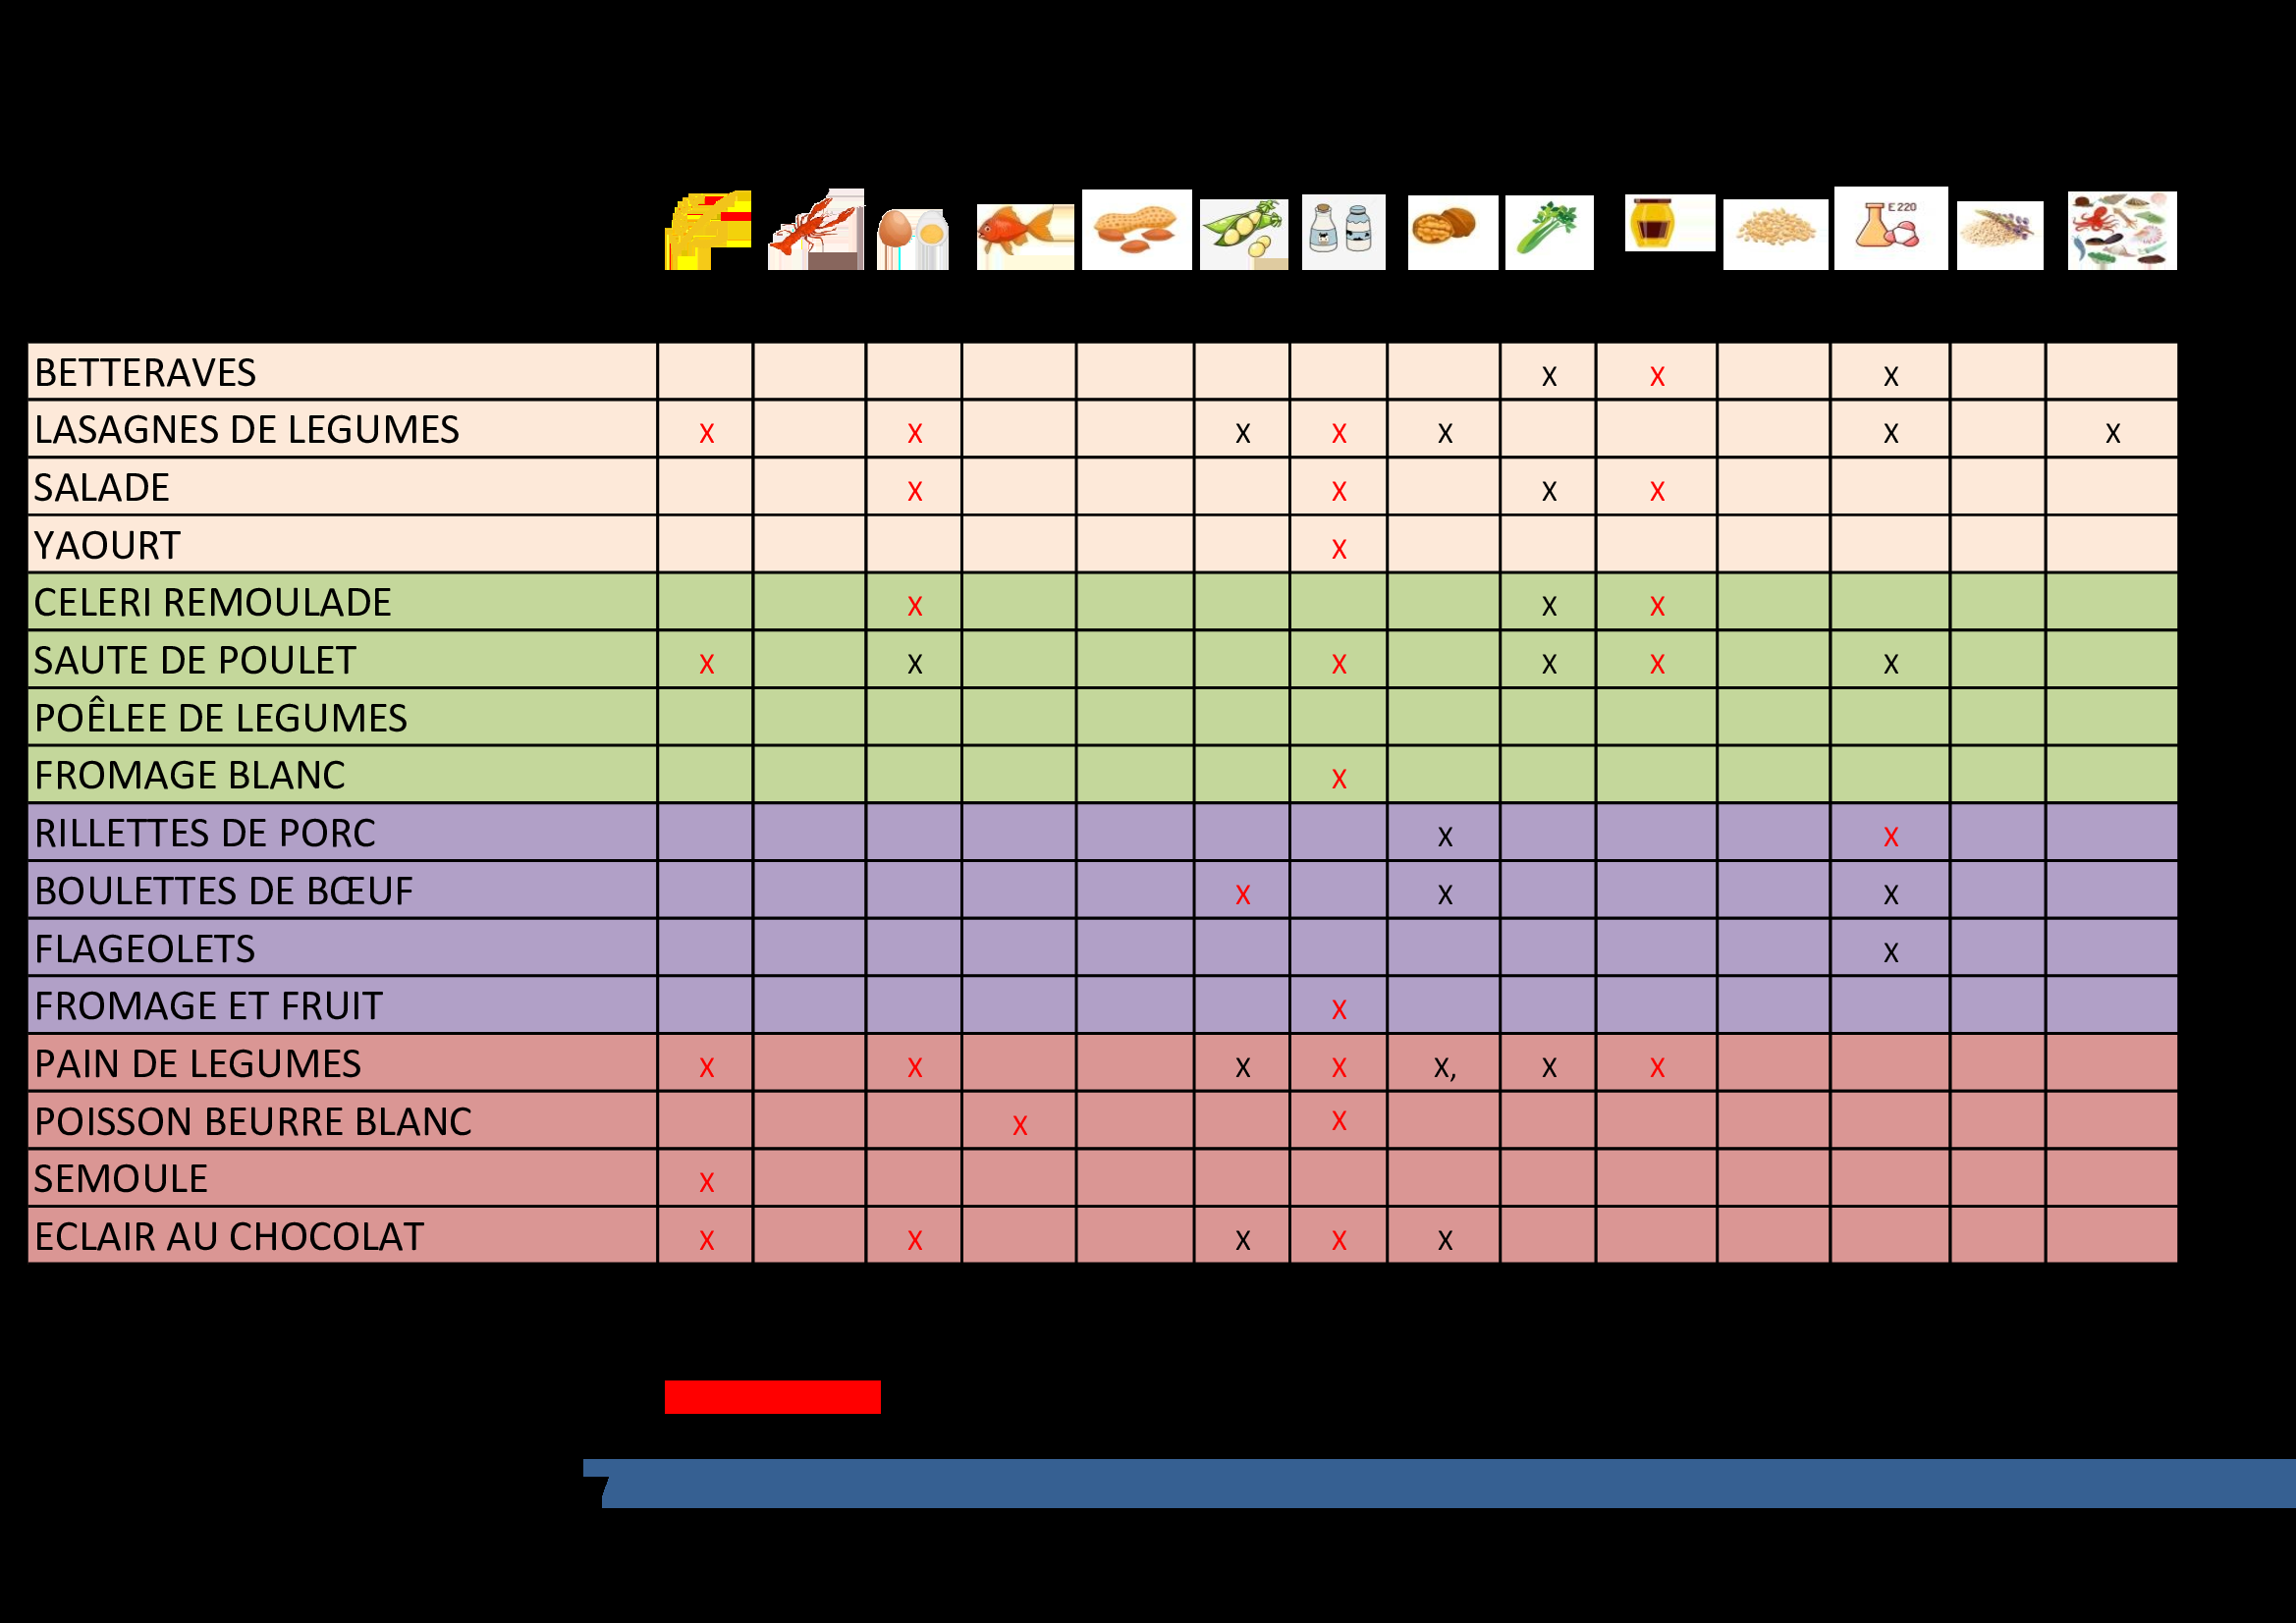 E 220
BETTERAVES x x x
LASAGNES DE LEGUMES x x x x x x x
SALADE x x x x
YAOURT x
CELERI REMOULADE x x x
SAUTE DE POULET x x x x x x
POÊLEE DE LEGUMES
FROMAGE BLANC x
RILLETTES DE PORC x x
BOULETTES DE BŒUF x x x
FLAGEOLETS x
FROMAGE ET FRUIT x
PAIN DE LEGUMES x x x x x, x x
POISSON BEURRE BLANC x x
SEMOULE x
ECLAIR AU CHOCOLAT x x x x x